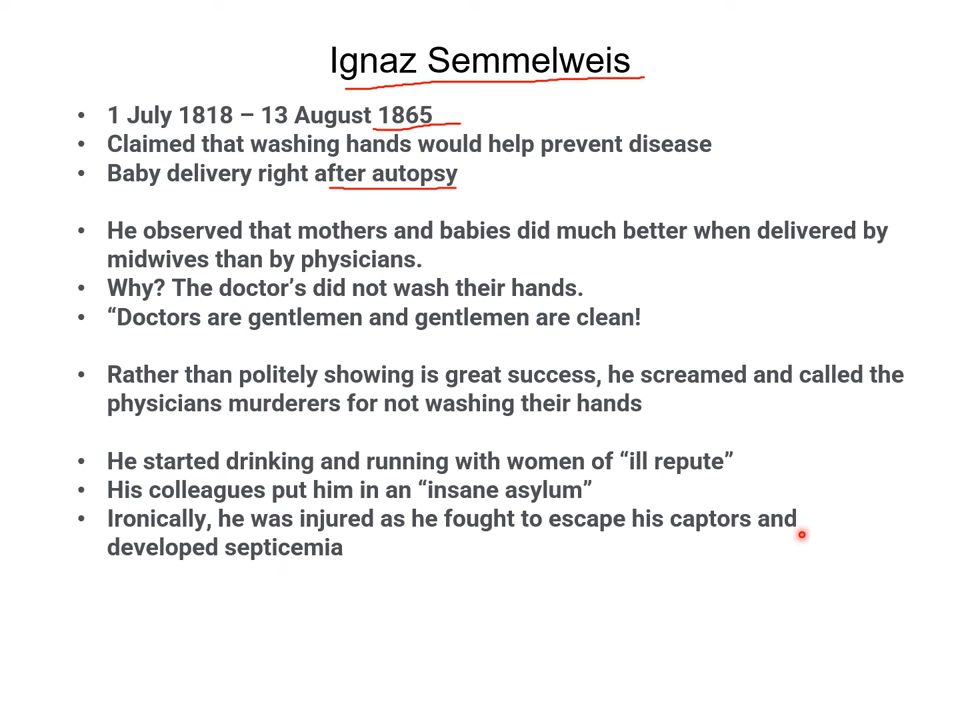 Ignaz Semmelweis
• 1 July 1818 – 13 August 1865
• Claimed that washing hands would help prevent disease
• Baby delivery right after autopsy
• He observed that mothers and babies did much better when delivered by
midwives than by physicians.
• Why? The doctor’s did not wash their hands.
• “Doctors are gentlemen and gentlemen are clean!
• Rather than politely showing is great success, he screamed and called the
physicians murderers for not washing their hands
• He started drinking and running with women of “ill repute”
• His colleagues put him in an “insane asylum”
• Ironically, he was injured as he fought to escape his captors and
developed septicemia